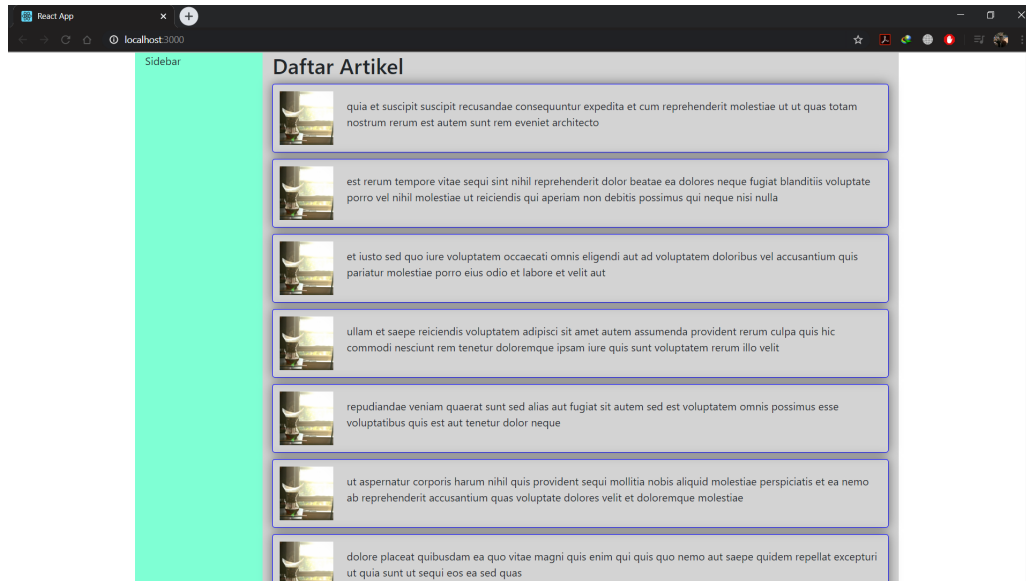 React App
localhost:3000
Sidebar
Daftar Artikel
quia et suscipit suscipit recusandae consequuntur expedita et cum reprehenderit molestiae ut ut quas totam
nostrum rerum est autem sunt rem eveniet architecto
est rerum tempore vitae sequi sint nihil reprehenderit dolor beatae ea dolores neque fugiat blanditiis voluptate
porro vel nihil molestiae ut reiciendis qui aperiam non debitis possimus qui neque nisi nulla
et iusto sed quo iure voluptatem occaecati omnis eligendi aut ad voluptatem doloribus vel accusantium quis
pariatur molestiae porro eius odio et labore et velit aut
ullam et saepe reiciendis voluptatem adipisci sit amet autem assumenda provident rerum culpa quis hic
commodi nesciunt rem tenetur doloremque ipsam iure quis sunt voluptatem rerum illo velit
repudiandae veniam quaerat sunt sed alias aut fugiat sit autem sed est voluptatem omnis possimus esse
voluptatibus quis est aut tenetur dolor neque
ut aspernatur corporis harum nihil quis provident sequi mollitia nobis aliquid molestiae perspiciatis et ea nemo
ab reprehenderit accusantium quas voluptate dolores velit et doloremque molestiae
dolore placeat quibusdam ea quo vitae magni quis enim qui quis quo nemo aut saepe quidem repellat excepturi
ut quia sunt ut sequi eos ea sed quas